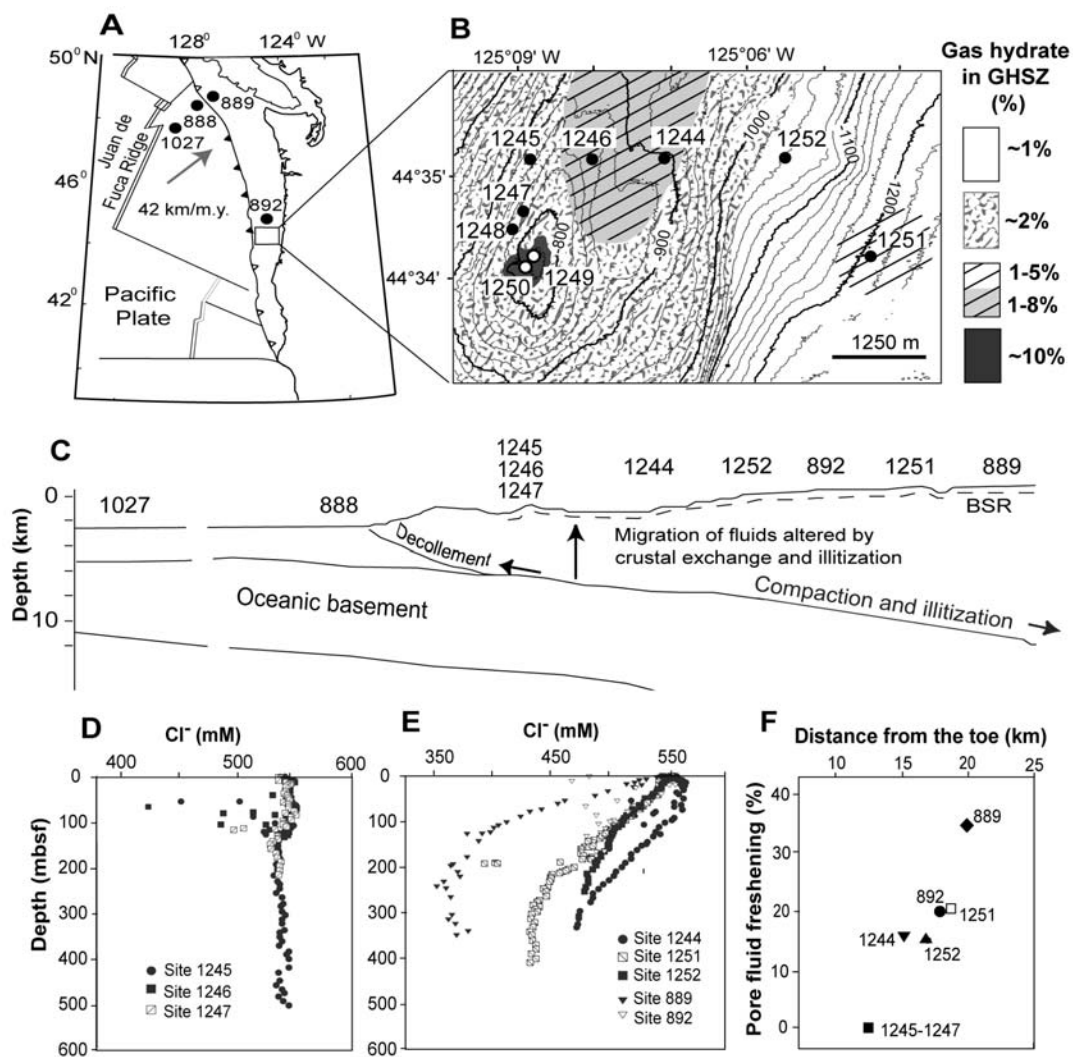 A
128° 124° W
50° N
889
888
1027
Juan de
Fuca Ridge
46°
42 km/m.y.
892
42°
Pacific
Plate
B
125°09' W 125°06' W
1245 1246 1244 1252
1000
1100
44°35'
1247
1248
800
900
1200
1251
44°34'
1249
1250
1250 m
Gas hydrate
in GHSZ
(%)
~1%
~2%
1-5%
1-8%
~10%
C
1245
1246
1247
1244 1252 892 1251 889
1027 888
0
10
Depth (km)
BSR
Decollement
Migration of fluids altered by
crustal exchange and illitization
Oceanic basement
Compaction and illitization
D
Cl⁻ (mM)
400 500 600
0
100
200
300
400
500
600
Depth (mbsf)
Site 1245
Site 1246
Site 1247
E
Cl⁻ (mM)
350 450 550
0
100
200
300
400
500
600
Site 1244
Site 1251
Site 1252
Site 889
Site 892
F
Distance from the toe (km)
10 15 20 25
40
30
20
10
0
Pore fluid freshening (%)
889
892
1251
1244
1252
1245-1247